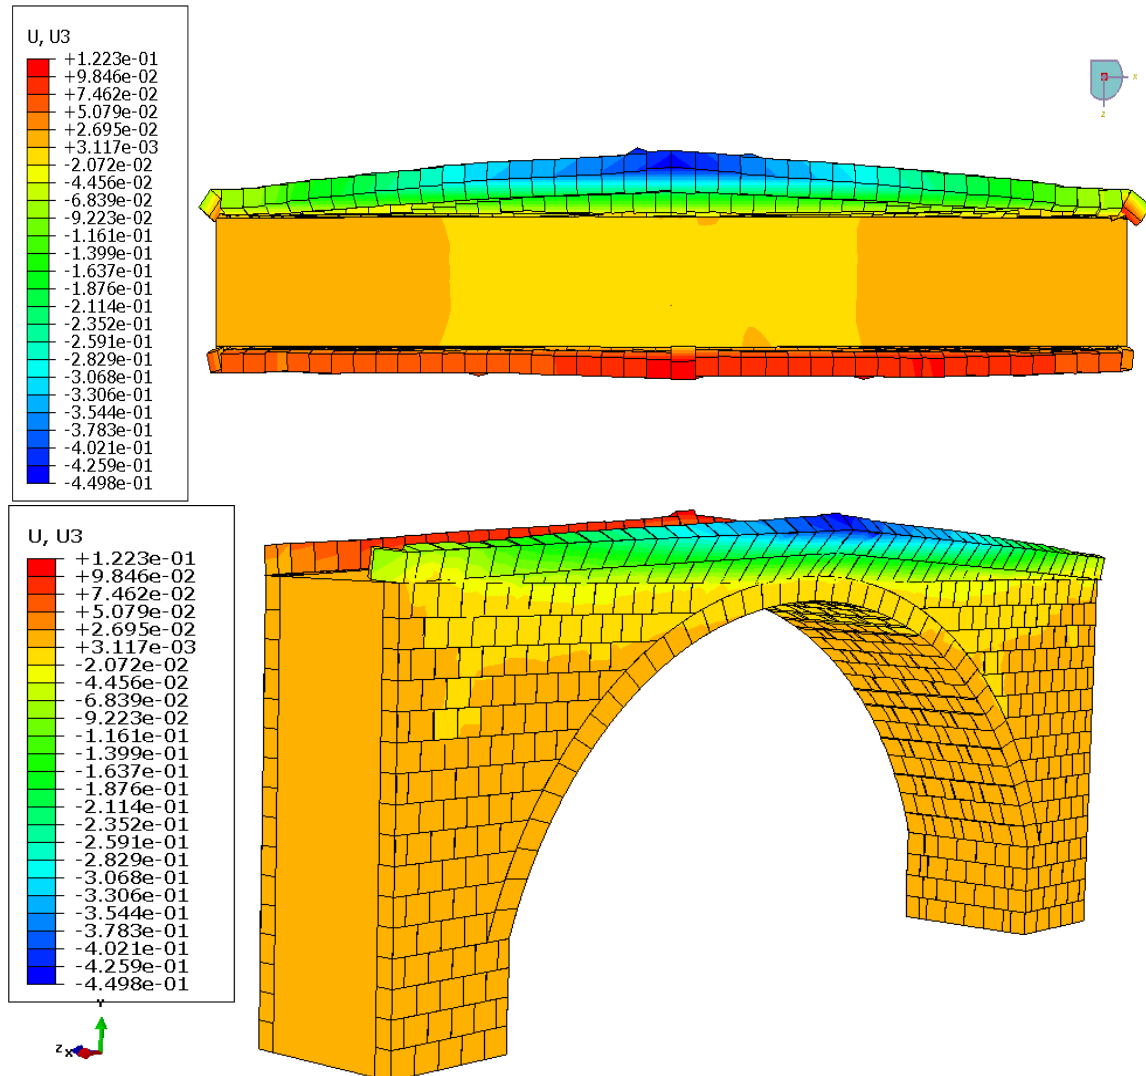 U, U3
+1.223e-01
+9.846e-02
+7.462e-02
+5.079e-02
+2.695e-02
+3.117e-03
-2.072e-02
-4.456e-02
-6.839e-02
-9.223e-02
-1.161e-01
-1.399e-01
-1.637e-01
-1.876e-01
-2.114e-01
-2.352e-01
-2.591e-01
-2.829e-01
-3.068e-01
-3.306e-01
-3.544e-01
-3.783e-01
-4.021e-01
-4.259e-01
-4.498e-01
x
z
U, U3
+1.223e-01
+9.846e-02
+7.462e-02
+5.079e-02
+2.695e-02
+3.117e-03
-2.072e-02
-4.456e-02
-6.839e-02
-9.223e-02
-1.161e-01
-1.399e-01
-1.637e-01
-1.876e-01
-2.114e-01
-2.352e-01
-2.591e-01
-2.829e-01
-3.068e-01
-3.306e-01
-3.544e-01
-3.783e-01
-4.021e-01
-4.259e-01
-4.498e-01
Y
Z X